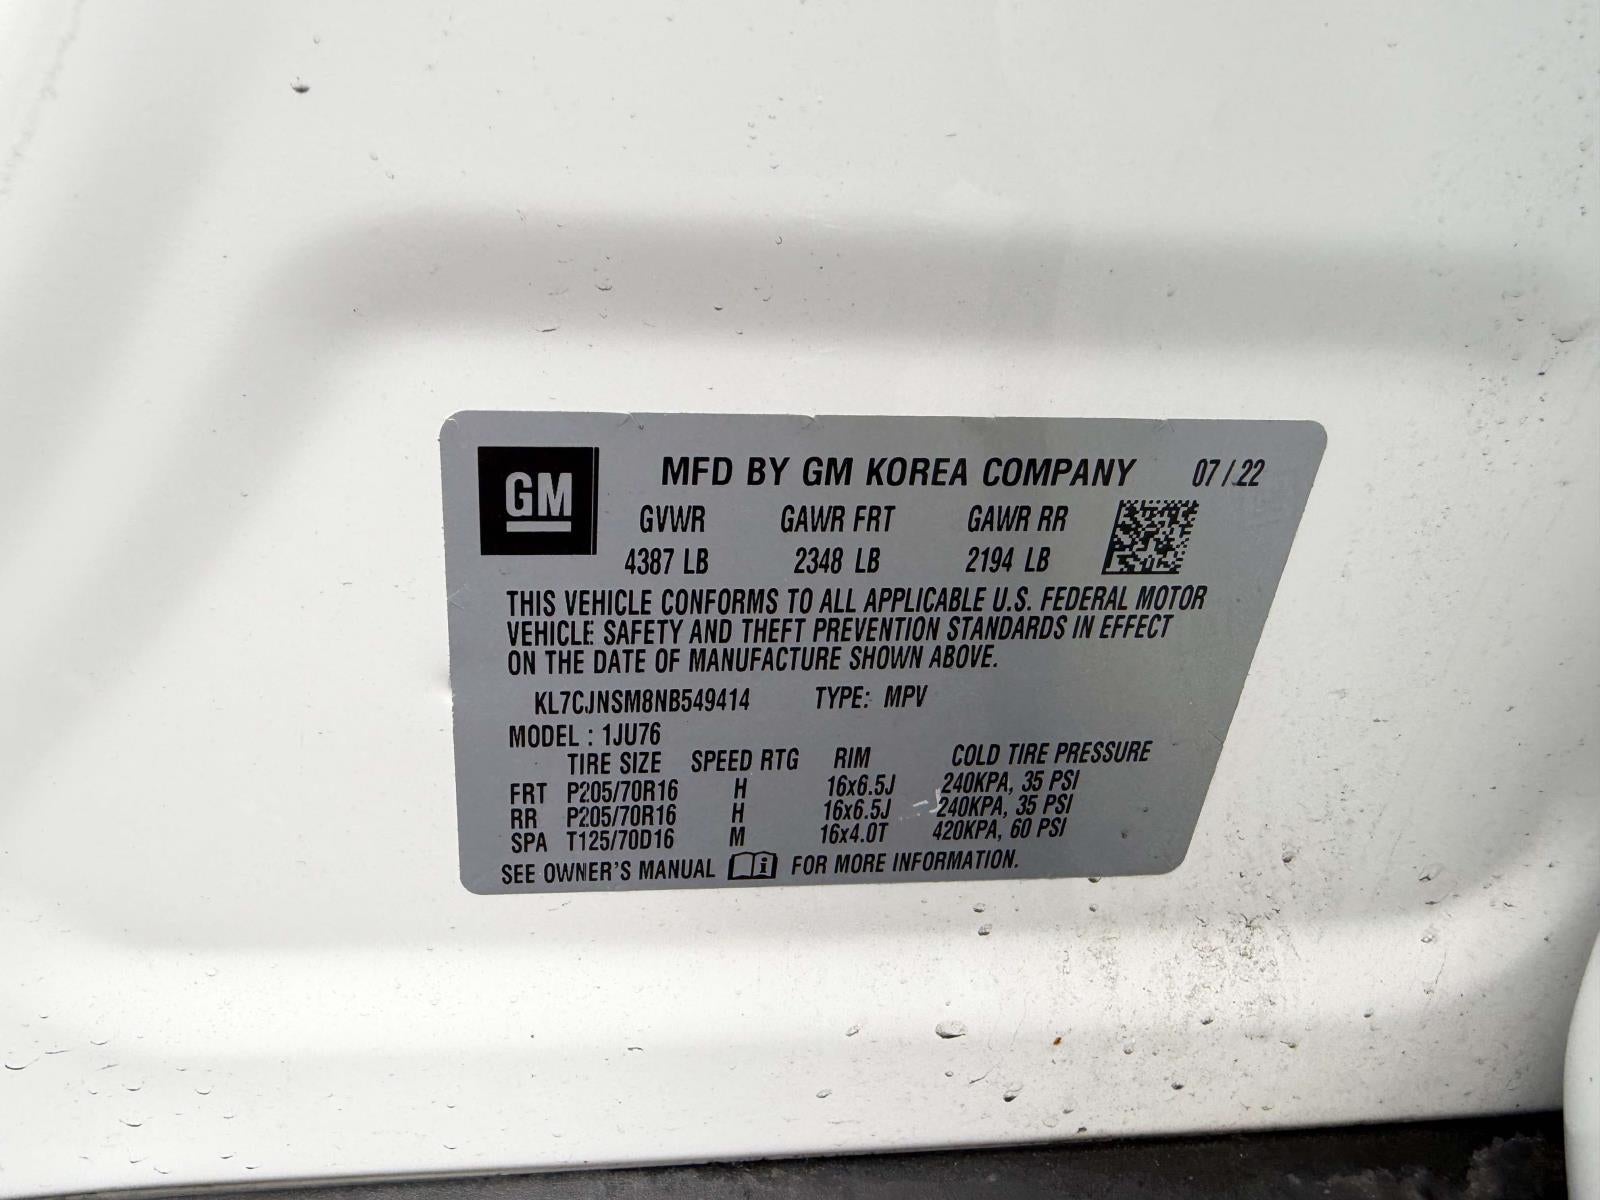 GM MFD BY GM KOREA COMPANY 07/22
GVWR GAWR FRT GAWR RR
4387 LB 2348 LB 2194 LB
THIS VEHICLE CONFORMS TO ALL APPLICABLE U.S. FEDERAL MOTOR
VEHICLE SAFETY AND THEFT PREVENTION STANDARDS IN EFFECT
ON THE DATE OF MANUFACTURE SHOWN ABOVE.
KL7CJNSM8NB549414 TYPE: MPV
MODEL : 1JU76
TIRE SIZE SPEED RTG RIM COLD TIRE PRESSURE
FRT P205/70R16 H 16x6.5J 240KPA, 35 PSI
RR P205/70R16 H 16x6.5J 240KPA, 35 PSI
SPA T125/70D16 M 16x4.0T 420KPA, 60 PSI
SEE OWNER'S MANUAL i FOR MORE INFORMATION.